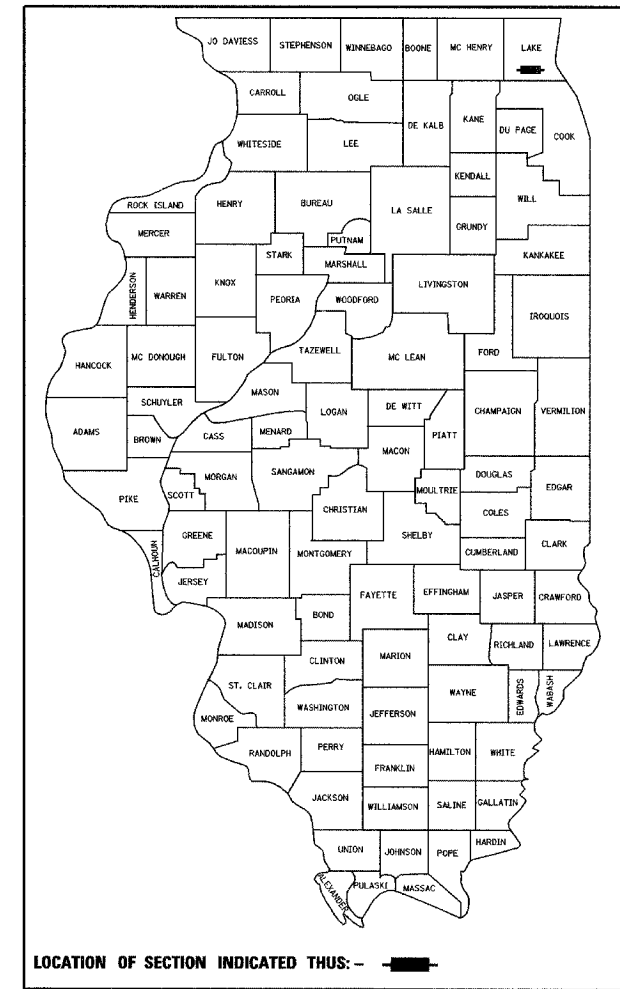 JO DAVIESS
STEPHENSON
WINNEBAGO
BOONE
MC HENRY
LAKE
CARROLL
OGLE
KANE
DE KALB
DU PAGE
COOK
WHITESIDE
LEE
KENDALL
WILL
ROCK ISLAND
HENRY
BUREAU
LA SALLE
GRUNDY
MERCER
PUTNAM
STARK
MARSHALL
KANKAKEE
HENDERSON
WARREN
KNOX
PEORIA
LIVINGSTON
WOODFORD
IROQUOIS
HANCOCK
MC DONOUGH
FULTON
TAZEWELL
MC LEAN
FORD
MASON
SCHUYLER
LOGAN
DE WITT
CHAMPAIGN
VERMILION
ADAMS
BROWN
CASS
MENARD
PIATT
MACON
MORGAN
SANGAMON
DOUGLAS
EDGAR
PIKE
SCOTT
CHRISTIAN
MOULTRIE
COLES
GREENE
MACOUPIN
MONTGOMERY
SHELBY
CUMBERLAND
CLARK
CALHOUN
JERSEY
FAYETTE
EFFINGHAM
JASPER
CRAWFORD
MADISON
BOND
CLAY
RICHLAND
LAWRENCE
CLINTON
MARION
ST. CLAIR
WAYNE
EDWARDS
WABASH
WASHINGTON
MONROE
JEFFERSON
RANDOLPH
PERRY
HAMILTON
WHITE
FRANKLIN
JACKSON
WILLIAMSON
SALINE
GALLATIN
UNION
JOHNSON
POPE
HARDIN
ALEXANDER
PULASKI
MASSAC
LOCATION OF SECTION INDICATED THUS: -